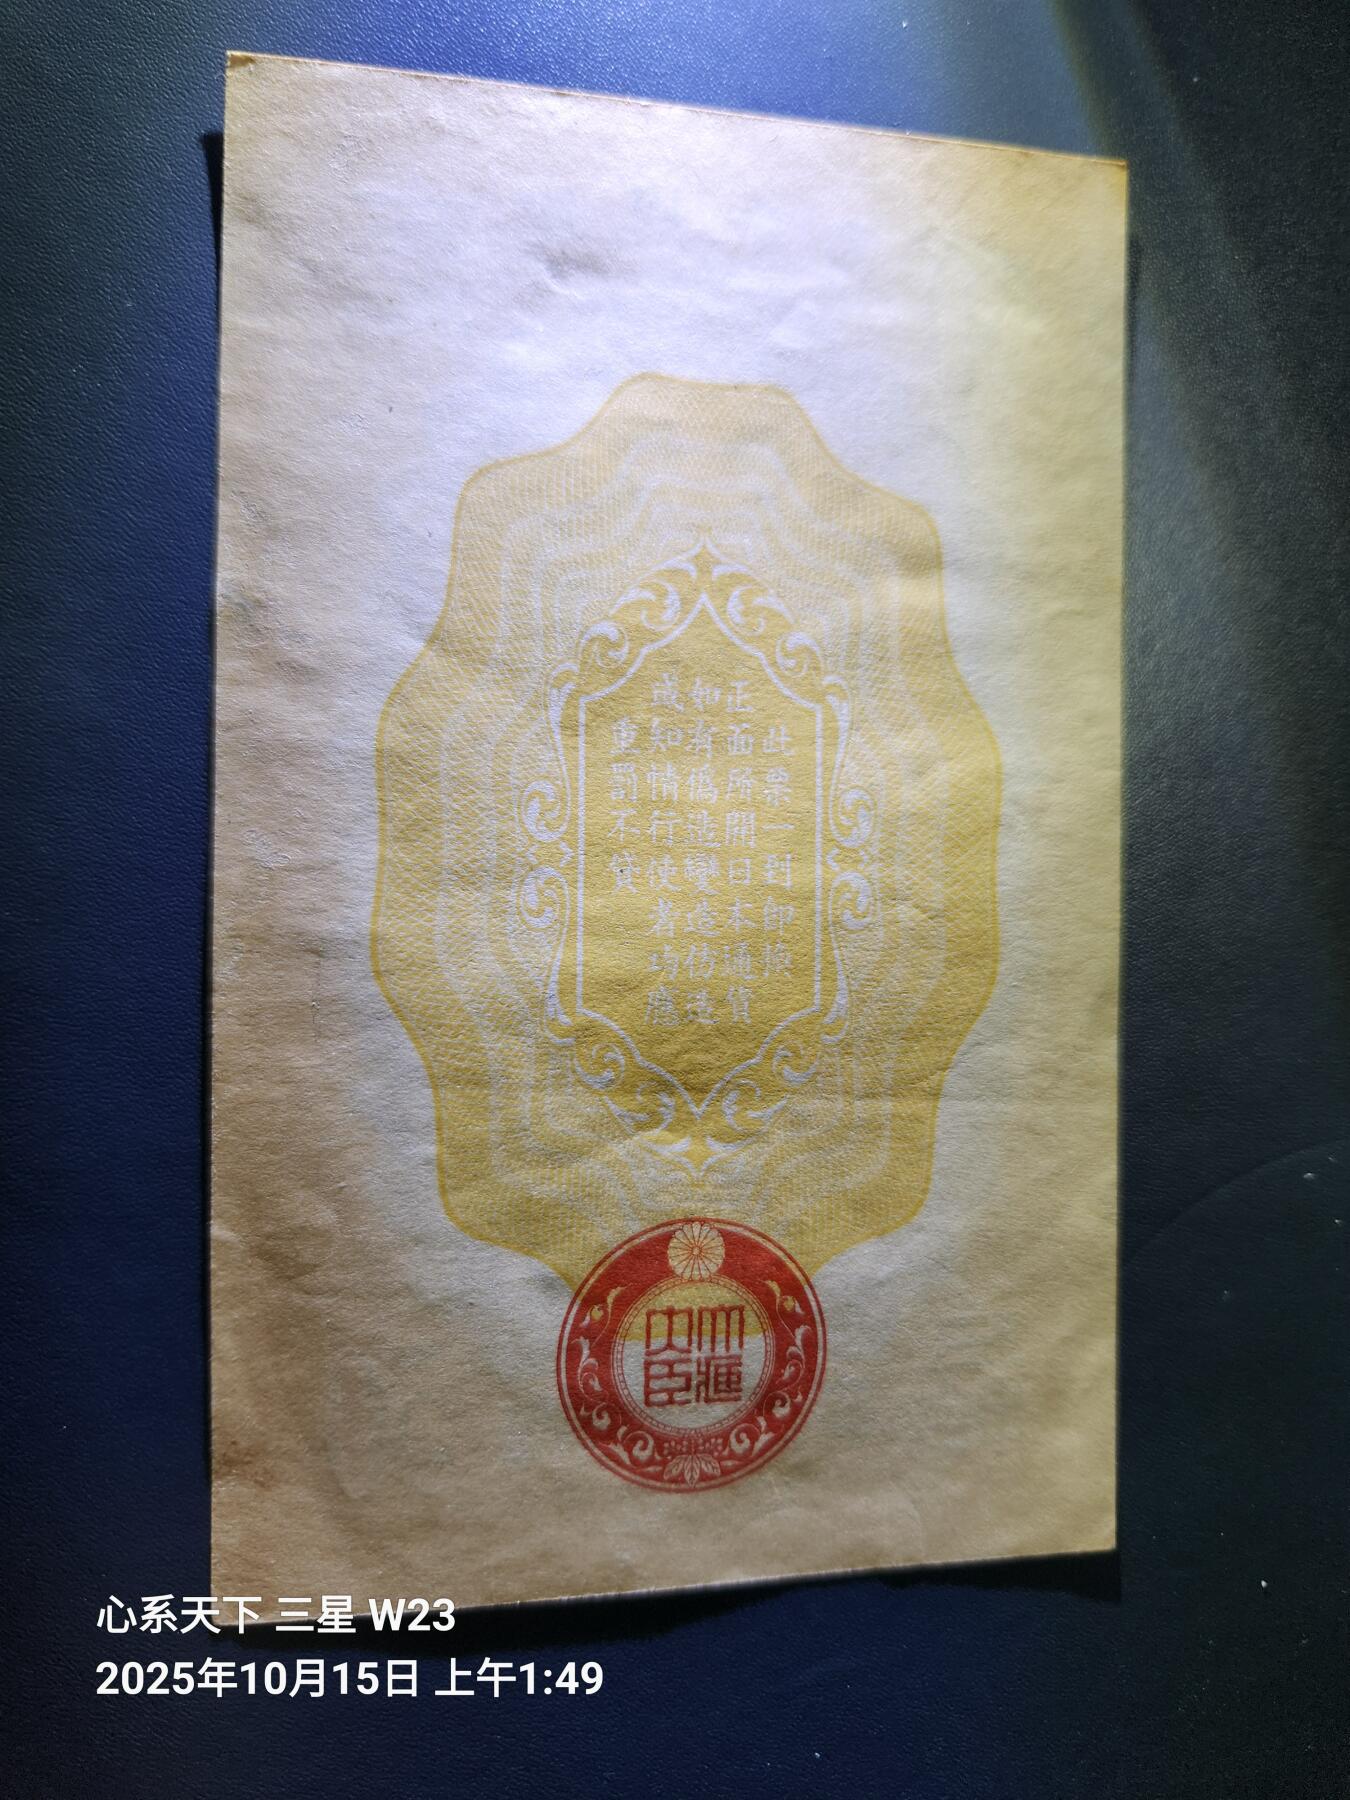 此票一到即換
正面所開日本通貨
如有偽造變造仿造
或知情行使者均應
重罰不貸
大藏
大臣
心系天下 三星 W23
2025年10月15日 上午1:49